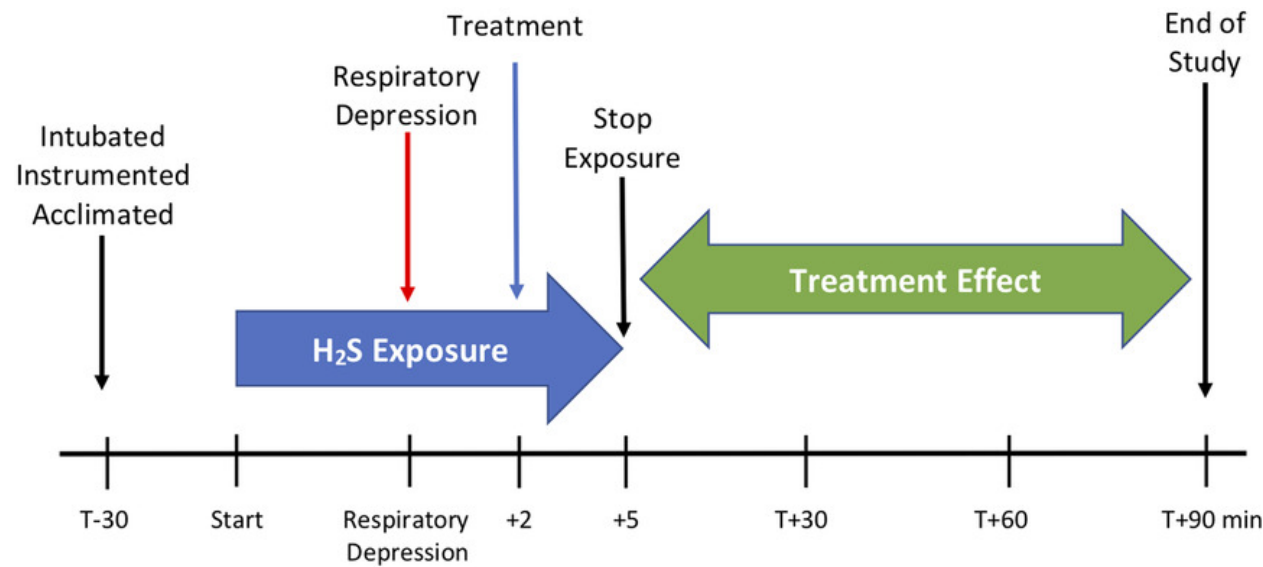 Treatment
End of
Study
Respiratory
Depression
Stop
Exposure
Intubated
Instrumented
Acclimated
Treatment Effect
H₂S Exposure
T-30
Start
Respiratory
Depression
+2
+5
T+30
T+60
T+90 min